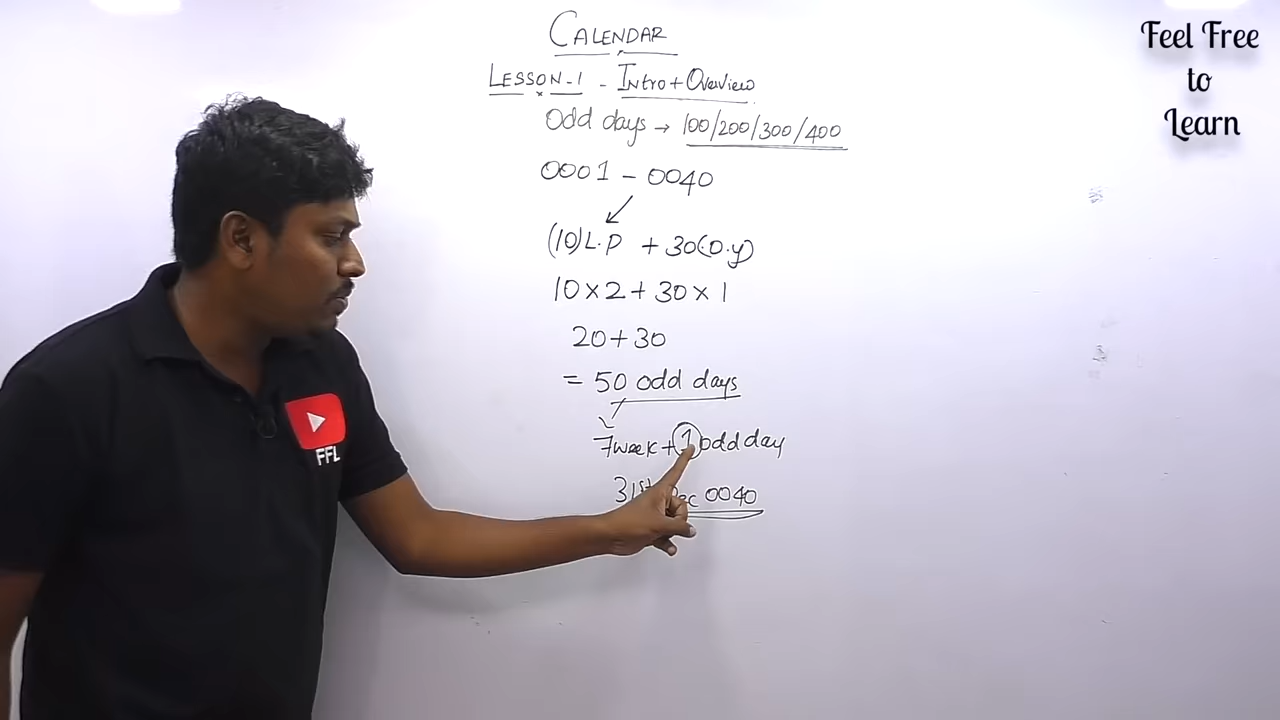 CALENDAR
LESSON-1 - Intro + Overview
Odd days → 100/200/300/400
0001 - 0040
(10)L.P + 30(0.y)
10 × 2 + 30 × 1
20 + 30
= 50 odd days
7week + 1 odd day
31st Dec 0040
Feel Free
to
Learn
FFL